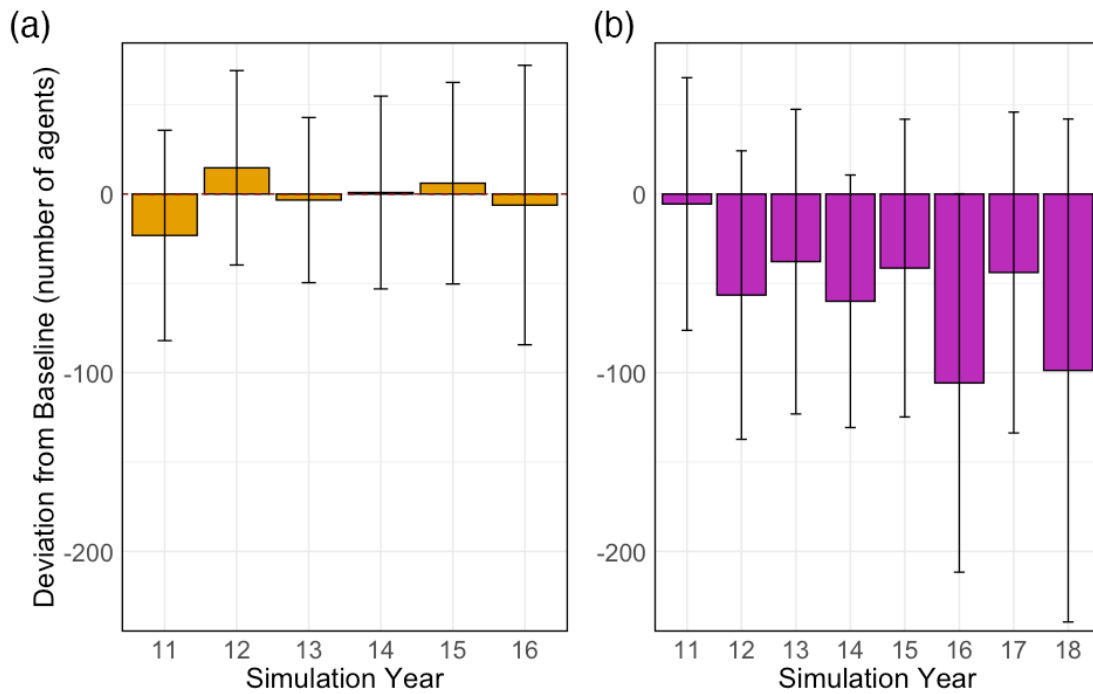 (a)
Deviation from Baseline (number of agents)
0
-100
-200
11 12 13 14 15 16
Simulation Year
(b)
0
-100
-200
11 12 13 14 15 16 17 18
Simulation Year